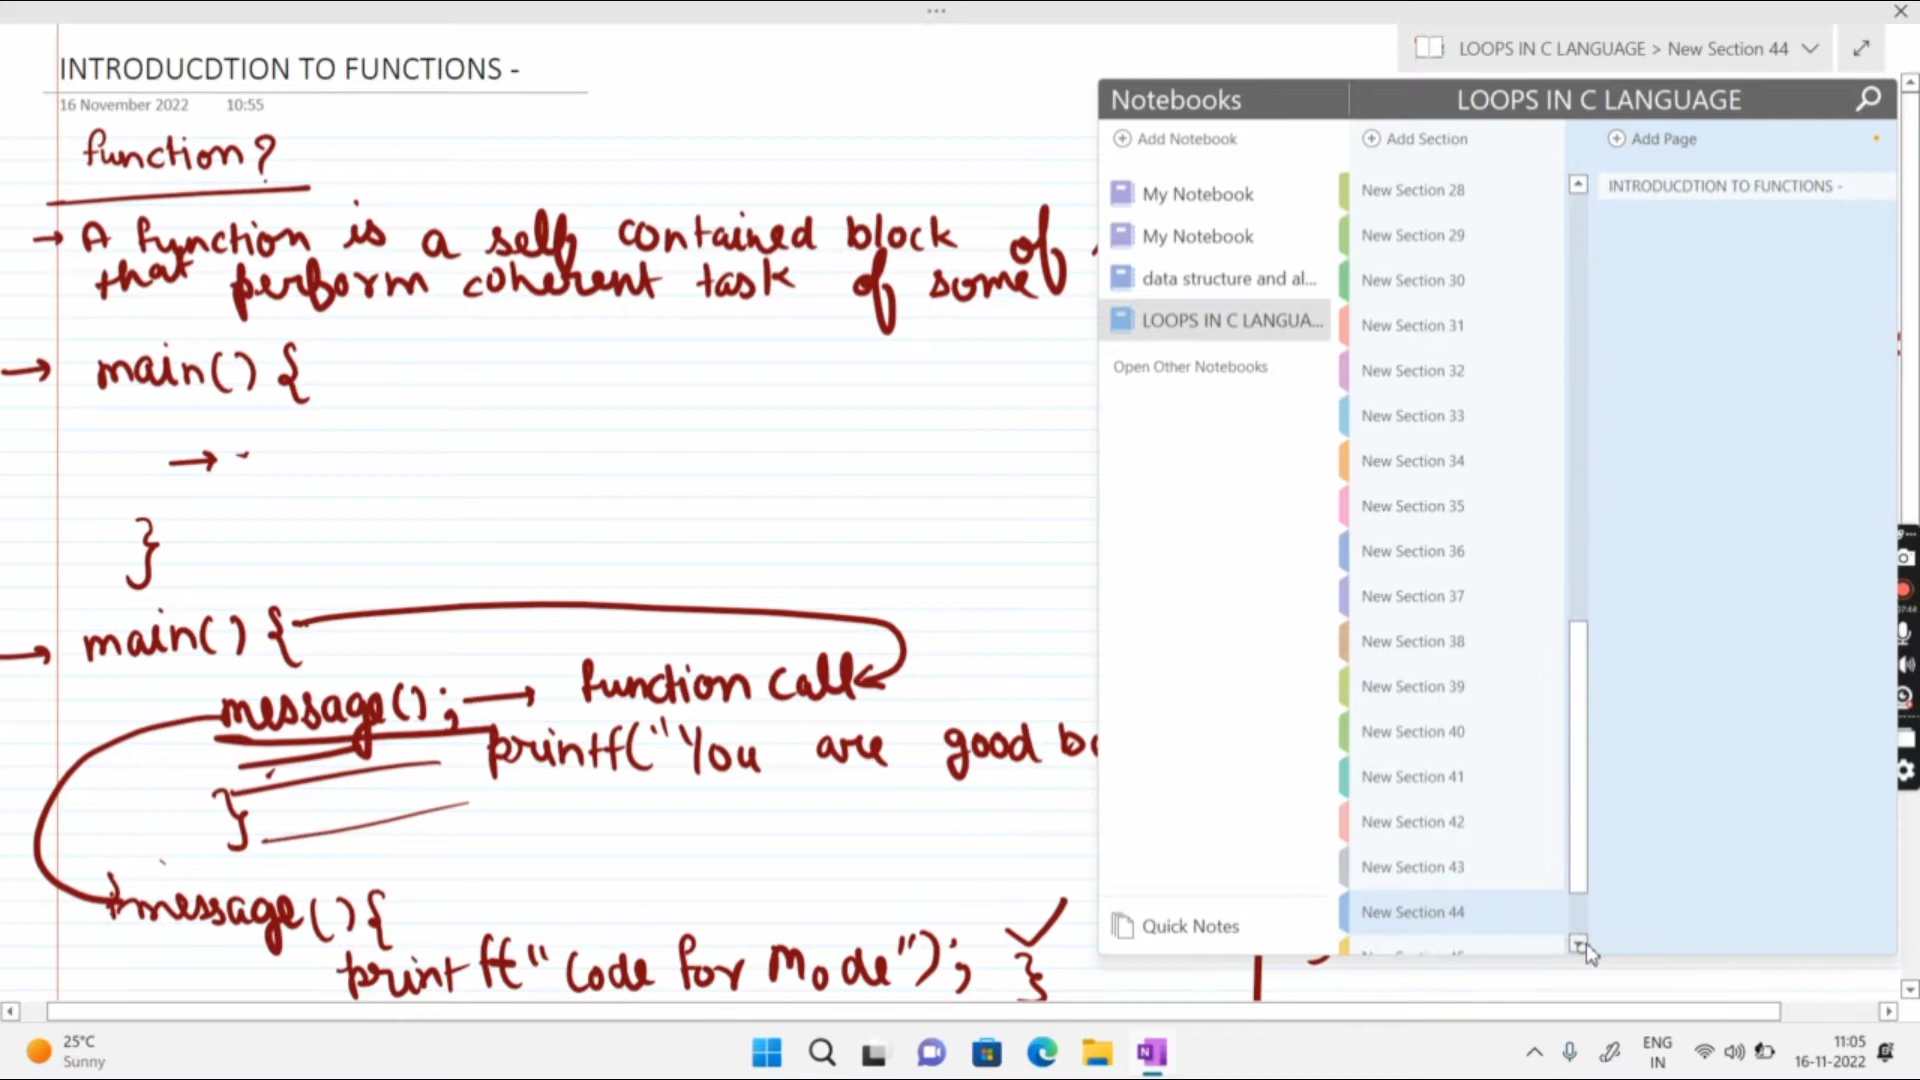 LOOPS IN C LANGUAGE > New Section 44
INTRODUCDTION TO FUNCTIONS -
16 November 2022 10:55
function?
→ A function is a self contained block of
that perform coherent task of some
→ main() {
→ -
}
→ main() {
message(); → function call
printf("You are good
}
message(){
printf("Code for Mode"); }
Notebooks
LOOPS IN C LANGUAGE
Add Notebook
My Notebook
My Notebook
data structure and al...
LOOPS IN C LANGUA...
Open Other Notebooks
Quick Notes
Add Section
New Section 28
New Section 29
New Section 30
New Section 31
New Section 32
New Section 33
New Section 34
New Section 35
New Section 36
New Section 37
New Section 38
New Section 39
New Section 40
New Section 41
New Section 42
New Section 43
New Section 44
Add Page
INTRODUCDTION TO FUNCTIONS -
25°C
Sunny
ENG
IN
11:05
16-11-2022